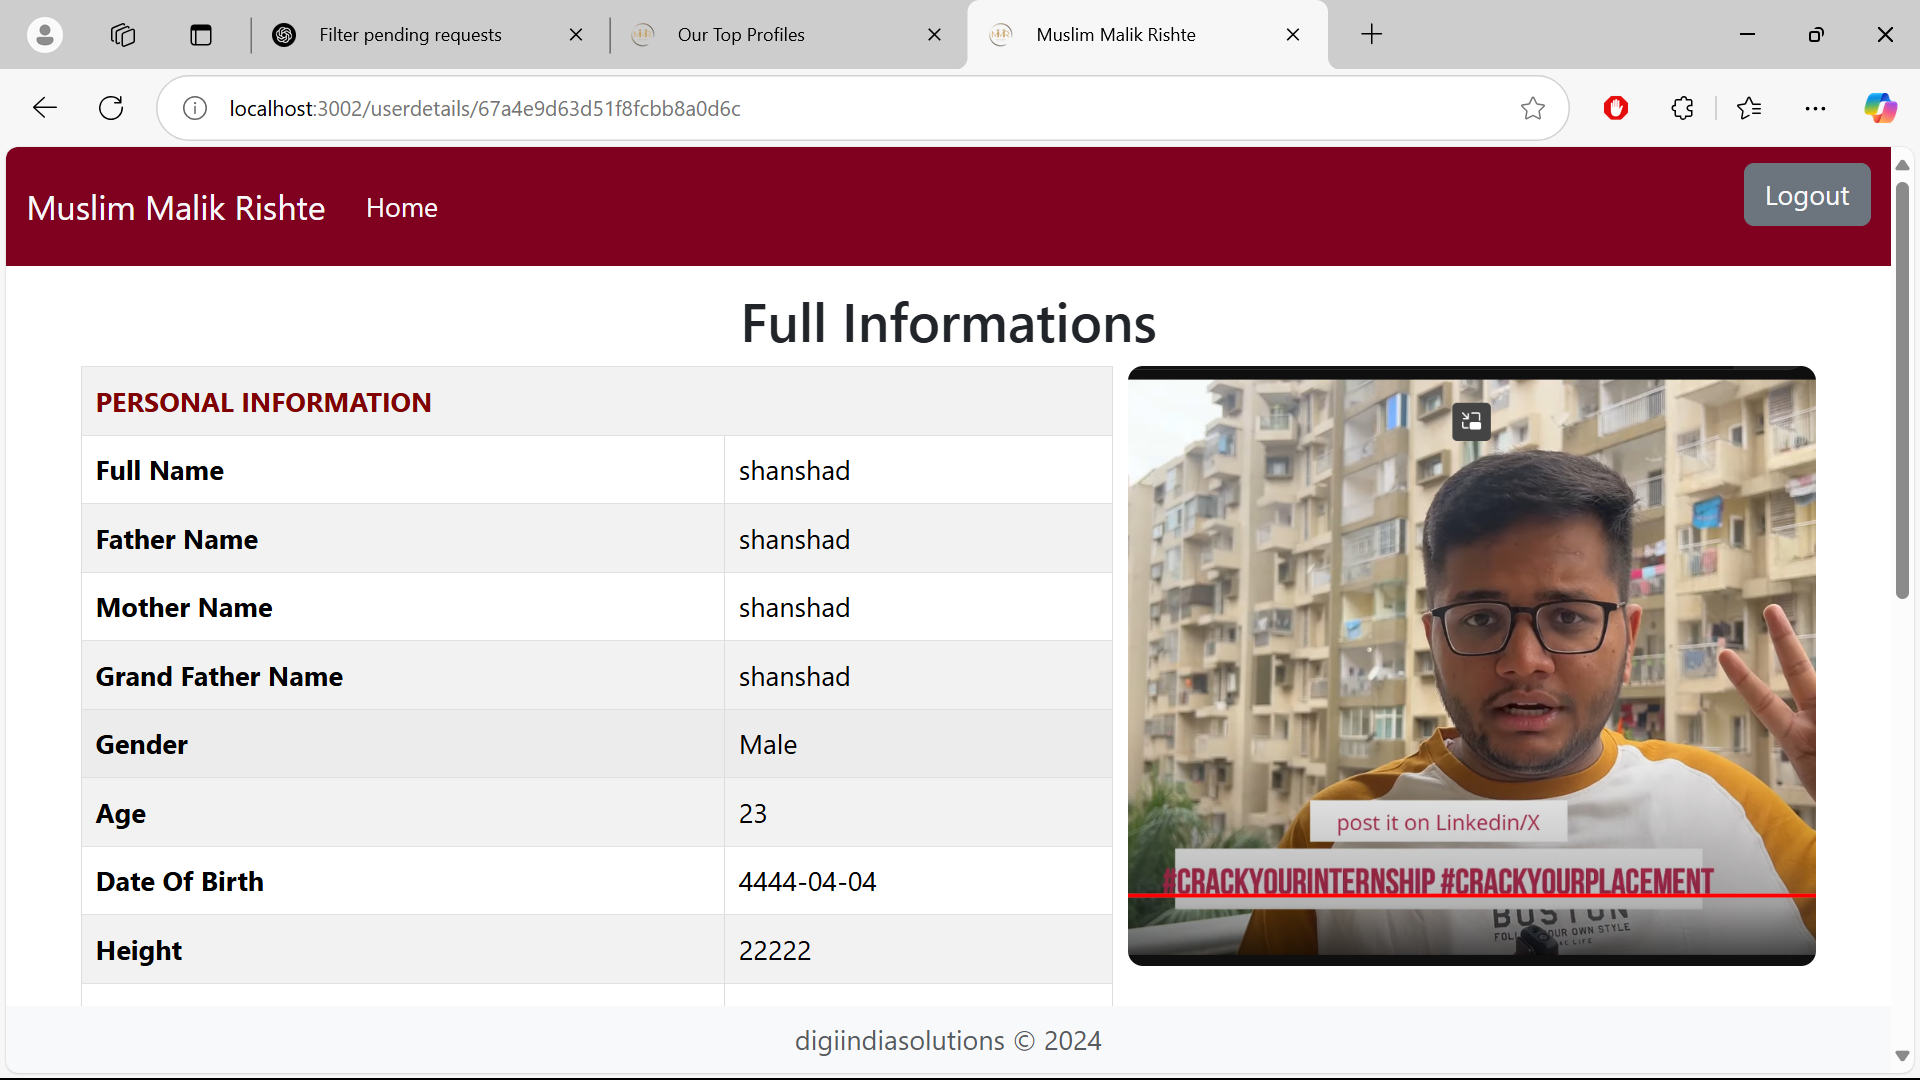 Filter pending requests
Our Top Profiles
Muslim Malik Rishte
localhost:3002/userdetails/67a4e9d63d51f8fcbb8a0d6c
Muslim Malik Rishte Home
Logout
Full Informations
PERSONAL INFORMATION
Full Name shanshad
Father Name shanshad
Mother Name shanshad
Grand Father Name shanshad
Gender Male
Age 23
Date Of Birth 4444-04-04
Height 22222
post it on Linkedin/X
#CRACKYOURINTERNSHIP #CRACKYOURPLACEMENT
BOSTON
OUR OWN STYLE
LIFE
digiindiasolutions © 2024